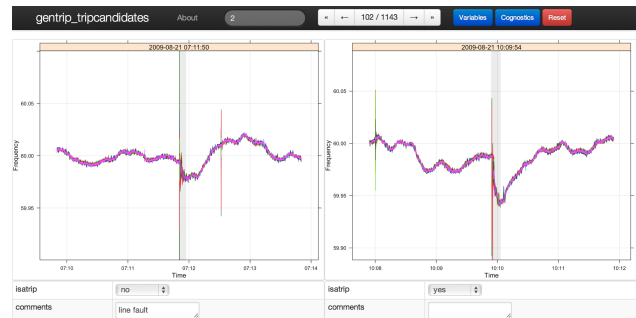 gentrip_tripcandidates About 2 « ← 102 / 1143 → » Variables Cognostics Reset
2009-08-21 07:11:50
60.05
60.00
59.95
Frequency
07:10 07:11 07:12 07:13 07:14
Time
2009-08-21 10:09:54
60.05
60.00
59.95
59.90
Frequency
10:08 10:09 10:10 10:11 10:12
Time
isatrip no
comments line fault
isatrip yes
comments